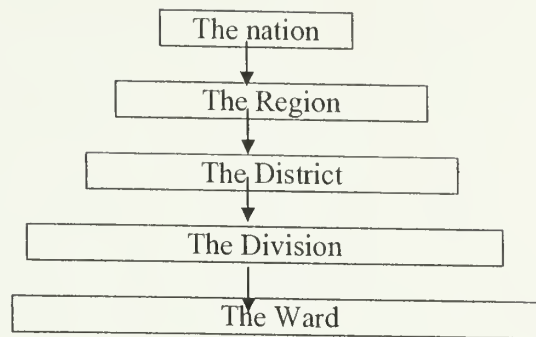 The nation
The Region
The District
The Division
The Ward